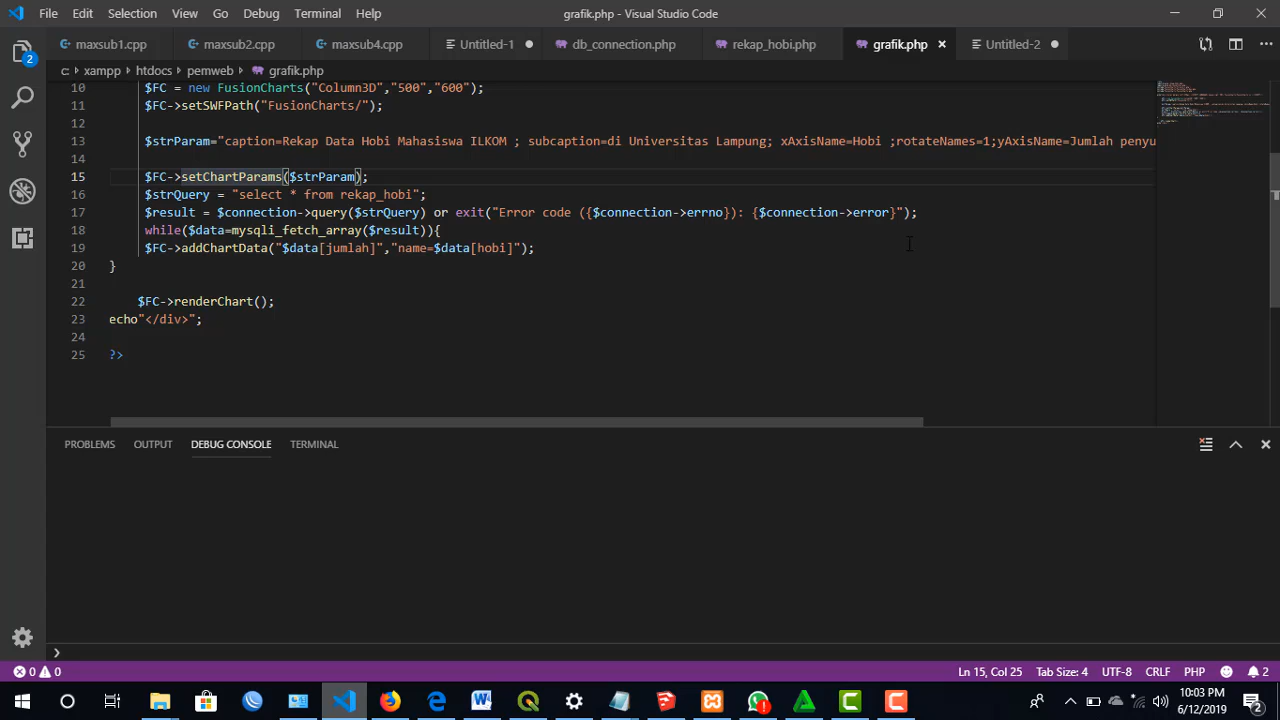 File Edit Selection View Go Debug Terminal Help grafik.php - Visual Studio Code
maxsub1.cpp maxsub2.cpp maxsub4.cpp Untitled-1 db_connection.php rekap_hobi.php grafik.php Untitled-2
c: xampp htdocs pemweb grafik.php
10 $FC = new FusionCharts("Column3D","500","600");
11 $FC->setSWFPath("FusionCharts/");
12
13 $strParam="caption=Rekap Data Hobi Mahasiswa ILKOM ; subcaption=di Universitas Lampung; xAxisName=Hobi ;rotateNames=1;yAxisName=Jumlah penyu
14
15 $FC->setChartParams($strParam);
16 $strQuery = "select * from rekap_hobi";
17 $result = $connection->query($strQuery) or exit("Error code ({$connection->errno}): {$connection->error}");
18 while($data=mysqli_fetch_array($result)){
19 $FC->addChartData("$data[jumlah]","name=$data[hobi]");
20 }
21
22 $FC->renderChart();
23 echo"</div>";
24
25 ?>
PROBLEMS OUTPUT DEBUG CONSOLE TERMINAL
2
0 0 Ln 15, Col 25 Tab Size: 4 UTF-8 CRLF PHP 2
10:03 PM
6/12/2019
2